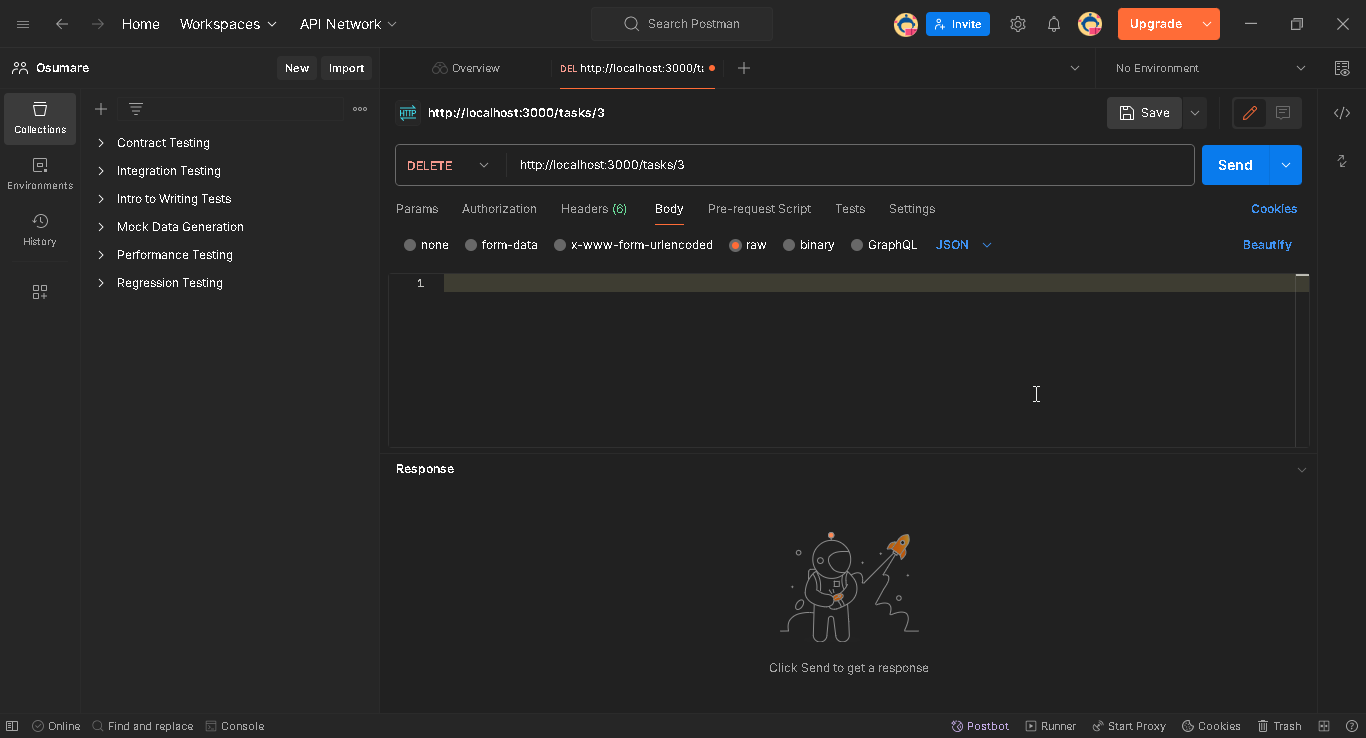 Home Workspaces API Network Search Postman Invite Upgrade
Osumare New Import Overview DEL http://localhost:3000/ta No Environment
Collections
Environments
History
Contract Testing
Integration Testing
Intro to Writing Tests
Mock Data Generation
Performance Testing
Regression Testing
HTTP http://localhost:3000/tasks/3 Save
DELETE http://localhost:3000/tasks/3 Send
Params Authorization Headers (6) Body Pre-request Script Tests Settings Cookies
none form-data x-www-form-urlencoded raw binary GraphQL JSON Beautify
1
Response
Click Send to get a response
Online Find and replace Console Postbot Runner Start Proxy Cookies Trash